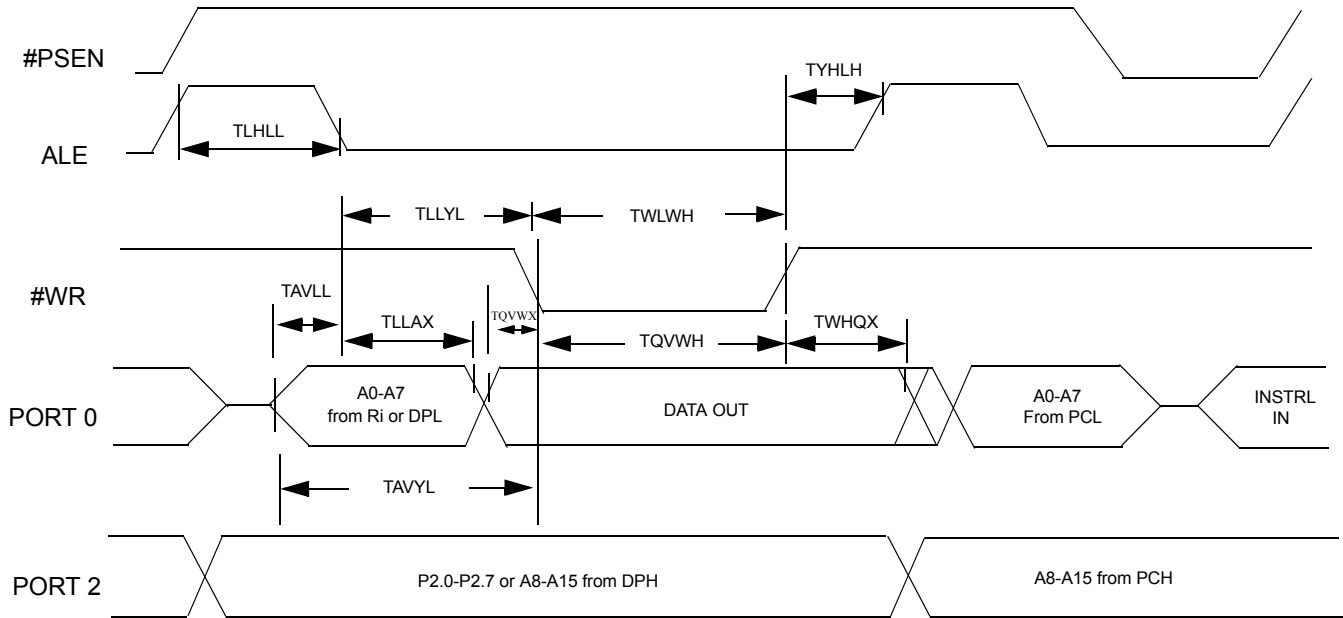 #PSEN
TYHLH
TLHLL
ALE
TLLYL
TWLWH
#WR
TAVLL
TLLAX
TQVWX
TQVWH
TWHQX
PORT 0
A0-A7
from Ri or DPL
DATA OUT
A0-A7
From PCL
INSTRL
IN
TAVYL
PORT 2
P2.0-P2.7 or A8-A15 from DPH
A8-A15 from PCH